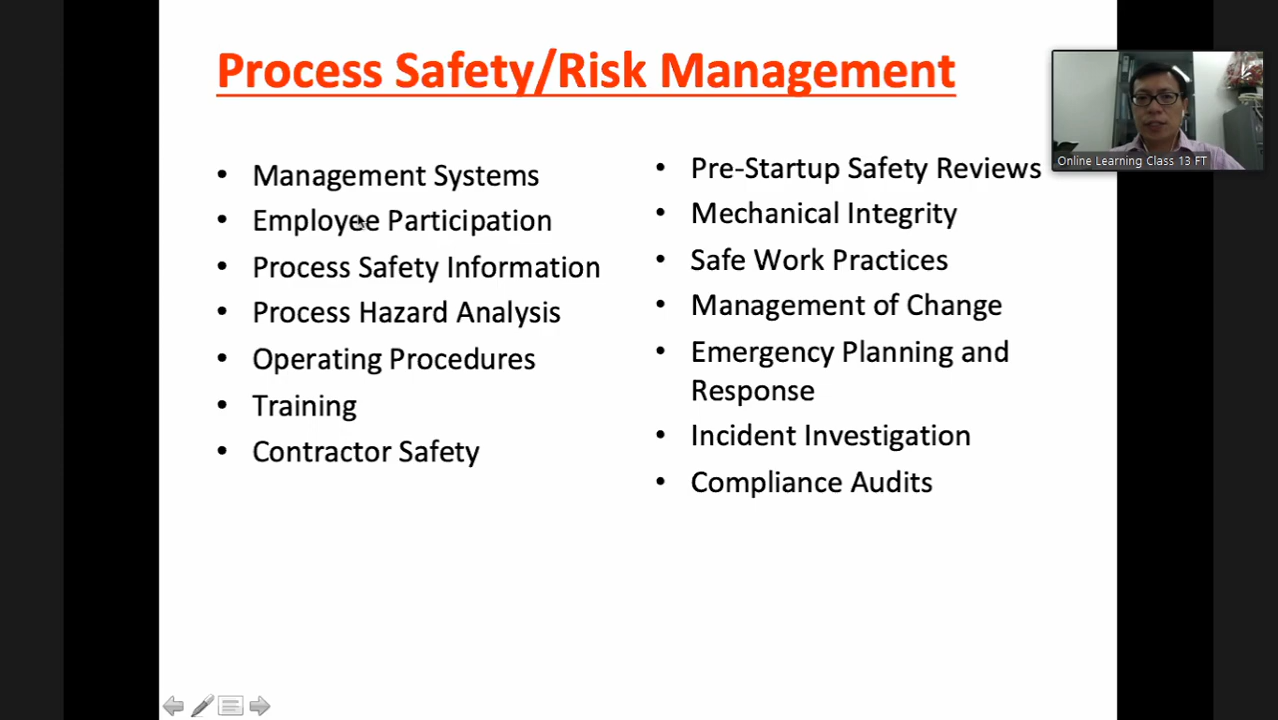 Process Safety/Risk Management
• Management Systems
• Employee Participation
• Process Safety Information
• Process Hazard Analysis
• Operating Procedures
• Training
• Contractor Safety
• Pre-Startup Safety Reviews
• Mechanical Integrity
• Safe Work Practices
• Management of Change
• Emergency Planning and
Response
• Incident Investigation
• Compliance Audits
Online Learning Class 13 FT